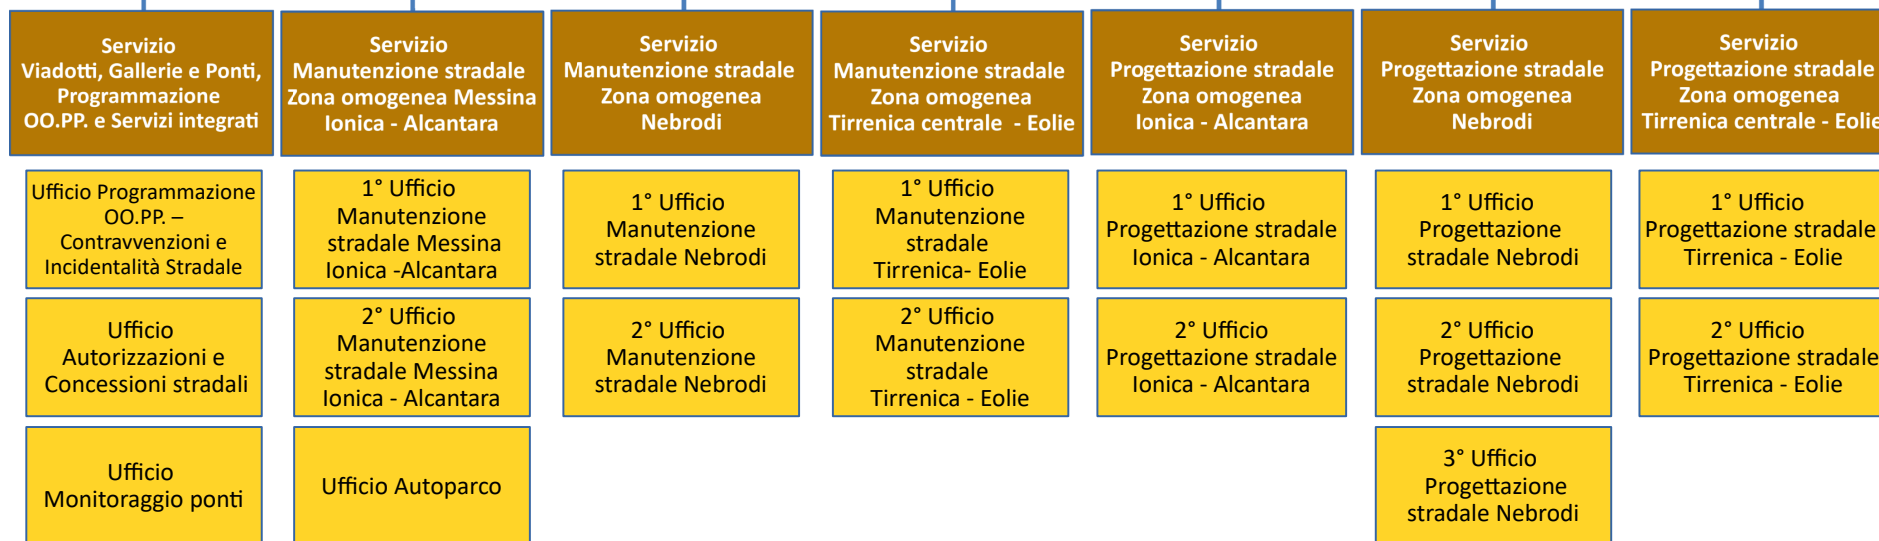 Servizio
Viadotti, Gallerie e Ponti,
Programmazione
OO.PP. e Servizi integrati
Servizio
Manutenzione stradale
Zona omogenea Messina
Ionica - Alcantara
Servizio
Manutenzione stradale
Zona omogenea
Nebrodi
Servizio
Manutenzione stradale
Zona omogenea
Tirrenica centrale - Eolie
Servizio
Progettazione stradale
Zona omogenea
Ionica - Alcantara
Servizio
Progettazione stradale
Zona omogenea
Nebrodi
Servizio
Progettazione stradale
Zona omogenea
Tirrenica centrale - Eolie
Ufficio Programmazione
OO.PP. –
Contravvenzioni e
Incidentalità Stradale
1° Ufficio
Manutenzione
stradale Messina
Ionica -Alcantara
1° Ufficio
Manutenzione
stradale Nebrodi
1° Ufficio
Manutenzione
stradale
Tirrenica- Eolie
1° Ufficio
Progettazione stradale
Ionica - Alcantara
1° Ufficio
Progettazione
stradale Nebrodi
1° Ufficio
Progettazione stradale
Tirrenica - Eolie
Ufficio
Autorizzazioni e
Concessioni stradali
2° Ufficio
Manutenzione
stradale Messina
Ionica - Alcantara
2° Ufficio
Manutenzione
stradale Nebrodi
2° Ufficio
Manutenzione
stradale
Tirrenica - Eolie
2° Ufficio
Progettazione stradale
Ionica - Alcantara
2° Ufficio
Progettazione
stradale Nebrodi
2° Ufficio
Progettazione stradale
Tirrenica - Eolie
Ufficio
Monitoraggio ponti
Ufficio Autoparco
3° Ufficio
Progettazione
stradale Nebrodi